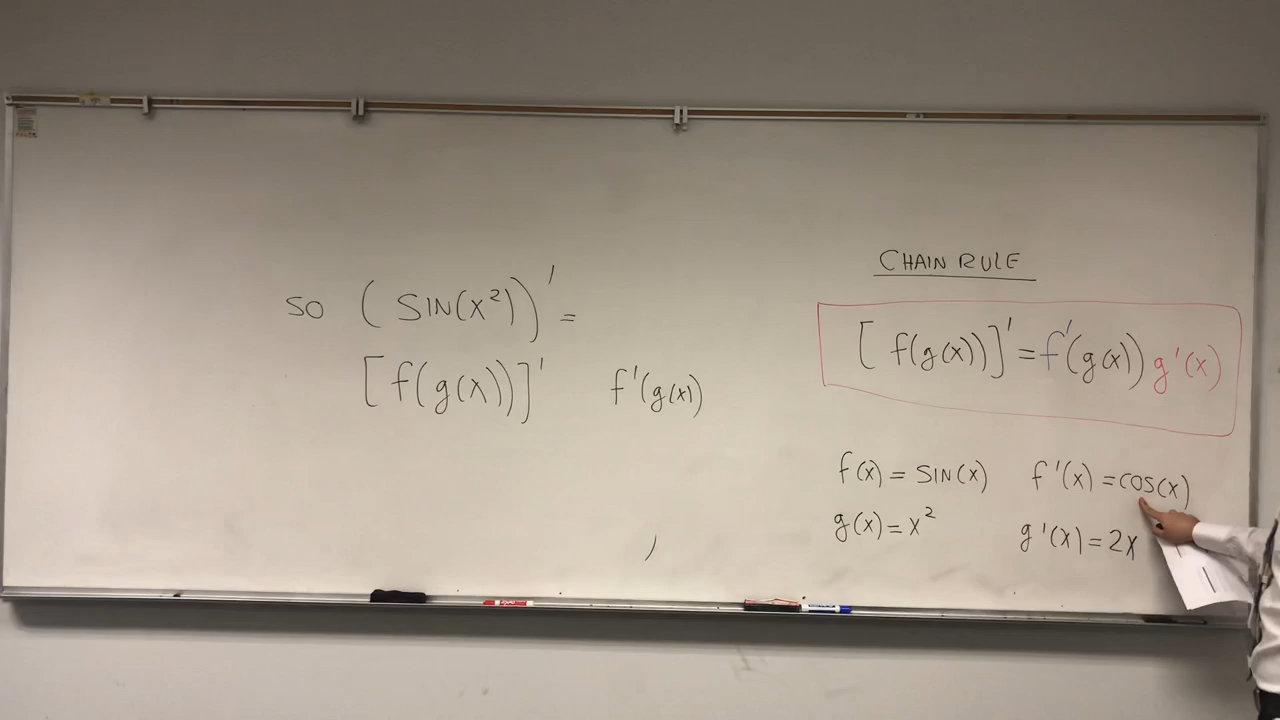 SO (SIN(x²))' =
[f(g(x))]' f'(g(x))
CHAIN RULE
[f(g(x))]' = f'(g(x)) g'(x)
f(x) = SIN(x) f'(x) = COS(x)
g(x) = x² g'(x) = 2x